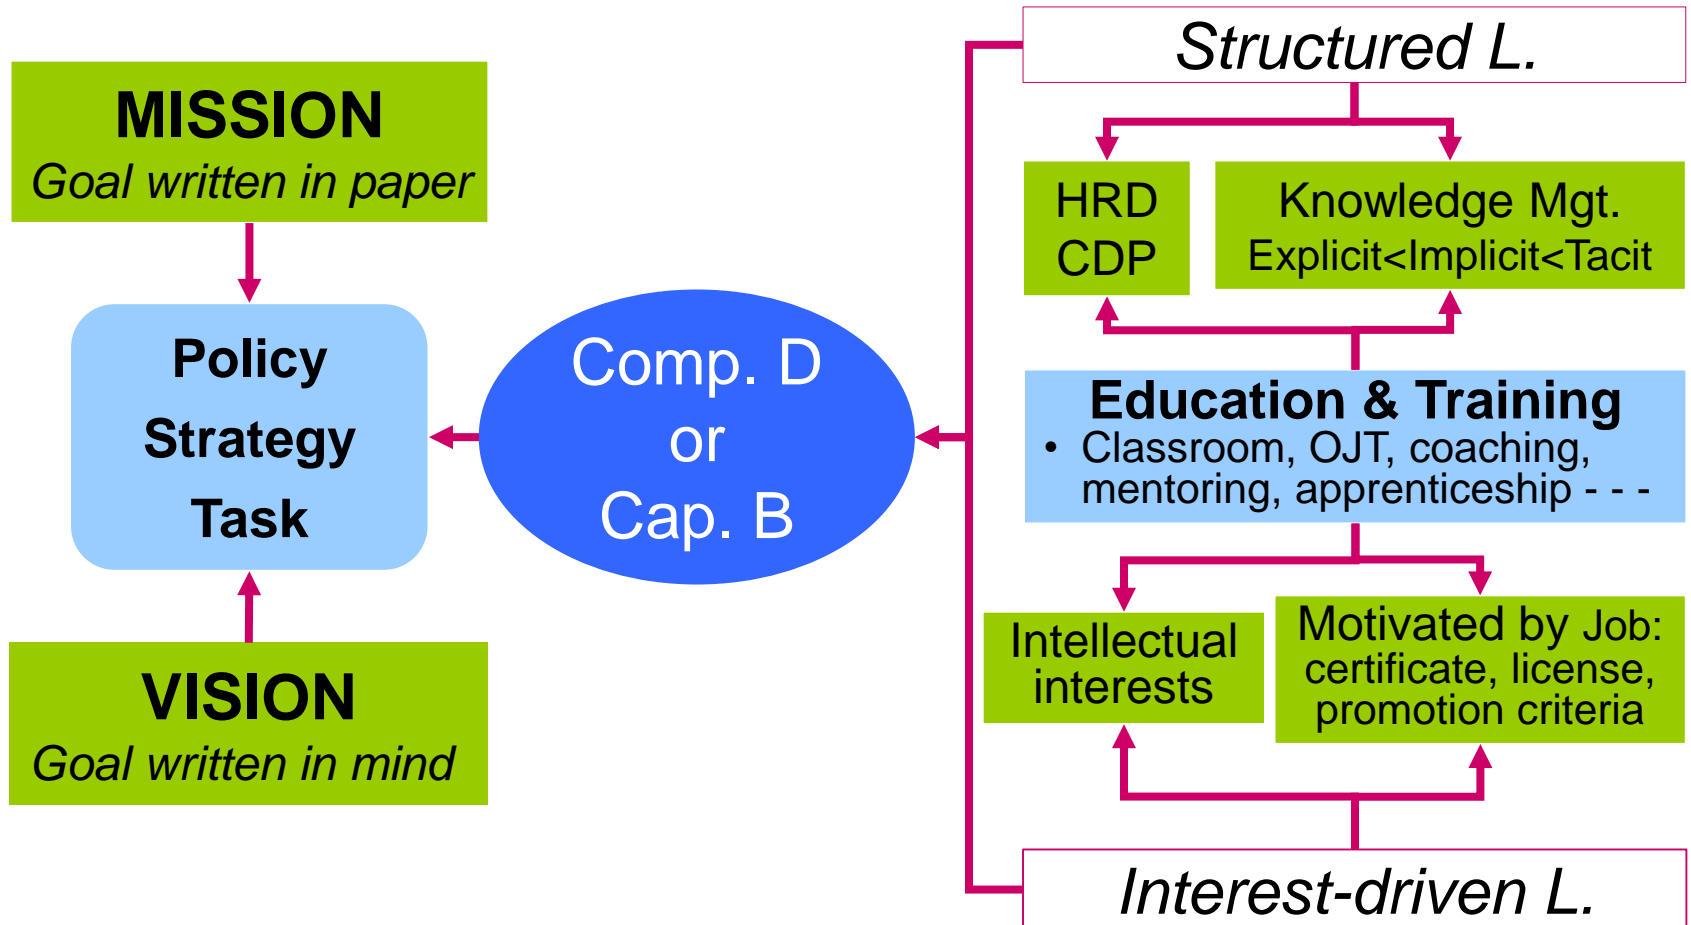 MISSION
Goal written in paper
Policy
Strategy
Task
VISION
Goal written in mind
Comp. D
or
Cap. B
Structured L.
HRD
CDP
Knowledge Mgt.
Explicit<Implicit<Tacit
Education & Training
• Classroom, OJT, coaching,
mentoring, apprenticeship - - -
Intellectual
interests
Motivated by Job:
certificate, license,
promotion criteria
Interest-driven L.